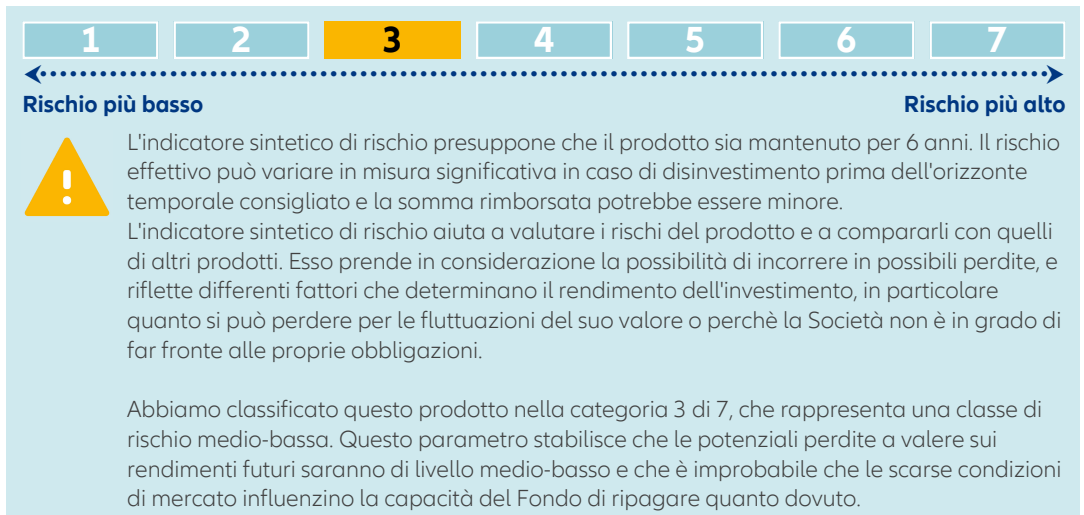 1 2 3 4 5 6 7
Rischio più basso Rischio più alto
L'indicatore sintetico di rischio presuppone che il prodotto sia mantenuto per 6 anni. Il rischio
effettivo può variare in misura significativa in caso di disinvestimento prima dell'orizzonte
temporale consigliato e la somma rimborsata potrebbe essere minore.
L'indicatore sintetico di rischio aiuta a valutare i rischi del prodotto e a compararli con quelli
di altri prodotti. Esso prende in considerazione la possibilità di incorrere in possibili perdite, e
riflette differenti fattori che determinano il rendimento dell'investimento, in particolare
quanto si può perdere per le fluttuazioni del suo valore o perchè la Società non è in grado di
far fronte alle proprie obbligazioni.
Abbiamo classificato questo prodotto nella categoria 3 di 7, che rappresenta una classe di
rischio medio-bassa. Questo parametro stabilisce che le potenziali perdite a valere sui
rendimenti futuri saranno di livello medio-basso e che è improbabile che le scarse condizioni
di mercato influenzino la capacità del Fondo di ripagare quanto dovuto.